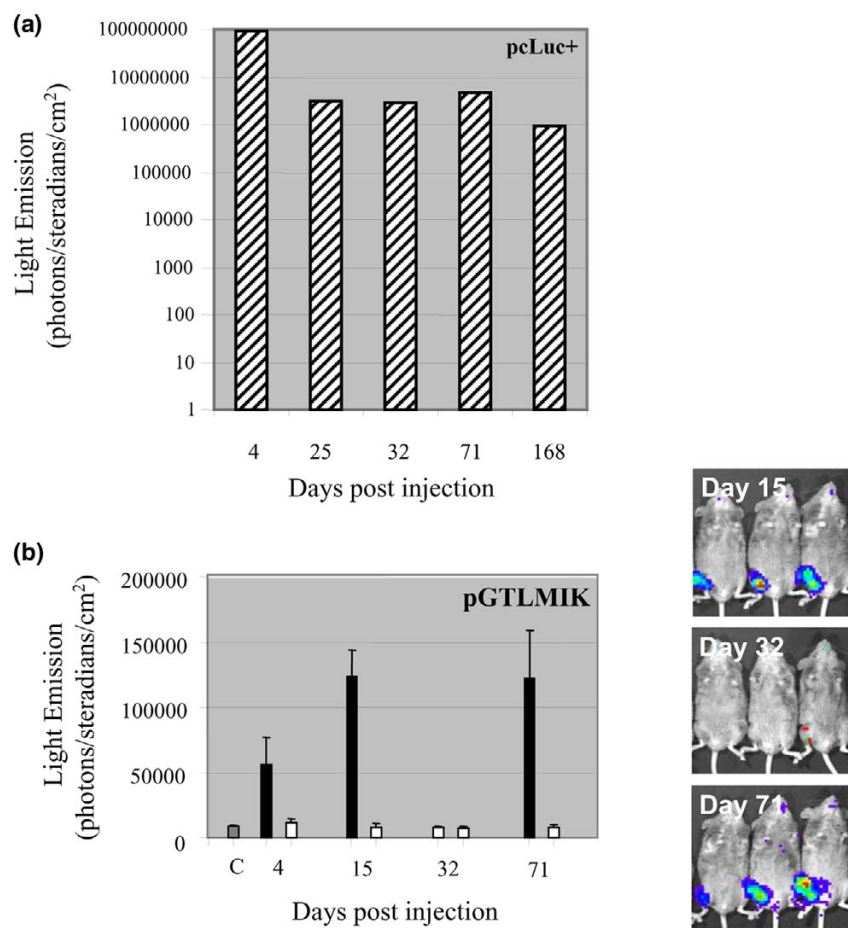 (a)
pcLuc+
100000000
10000000
1000000
100000
10000
1000
100
10
1
Light Emission
(photons/steradians/cm²)
4 25 32 71 168
Days post injection
(b)
pGTLMIK
200000
150000
100000
50000
0
Light Emission
(photons/steradians/cm²)
C 4 15 32 71
Days post injection
Day 15
Day 32
Day 71